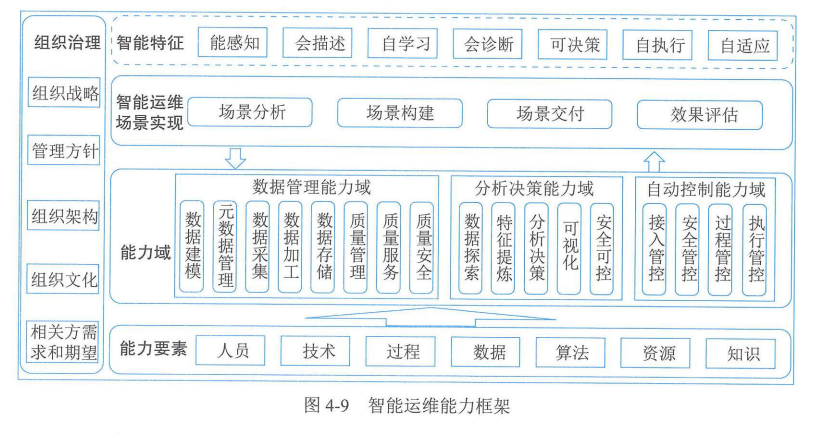 组织治理
组织战略
管理方针
组织架构
组织文化
相关方需
求和期望
智能特征
能感知
会描述
自学习
会诊断
可决策
自执行
自适应
智能运维
场景实现
场景分析
场景构建
场景交付
效果评估
能力域
数据管理能力域
数据建模
元数据管理
数据采集
数据加工
数据存储
质量管理
质量服务
质量安全
分析决策能力域
数据探索
特征提炼
分析决策
可视化
安全可控
自动控制能力域
接入管控
安全管控
过程管控
执行管控
能力要素
人员
技术
过程
数据
算法
资源
知识
图 4-9 智能运维能力框架